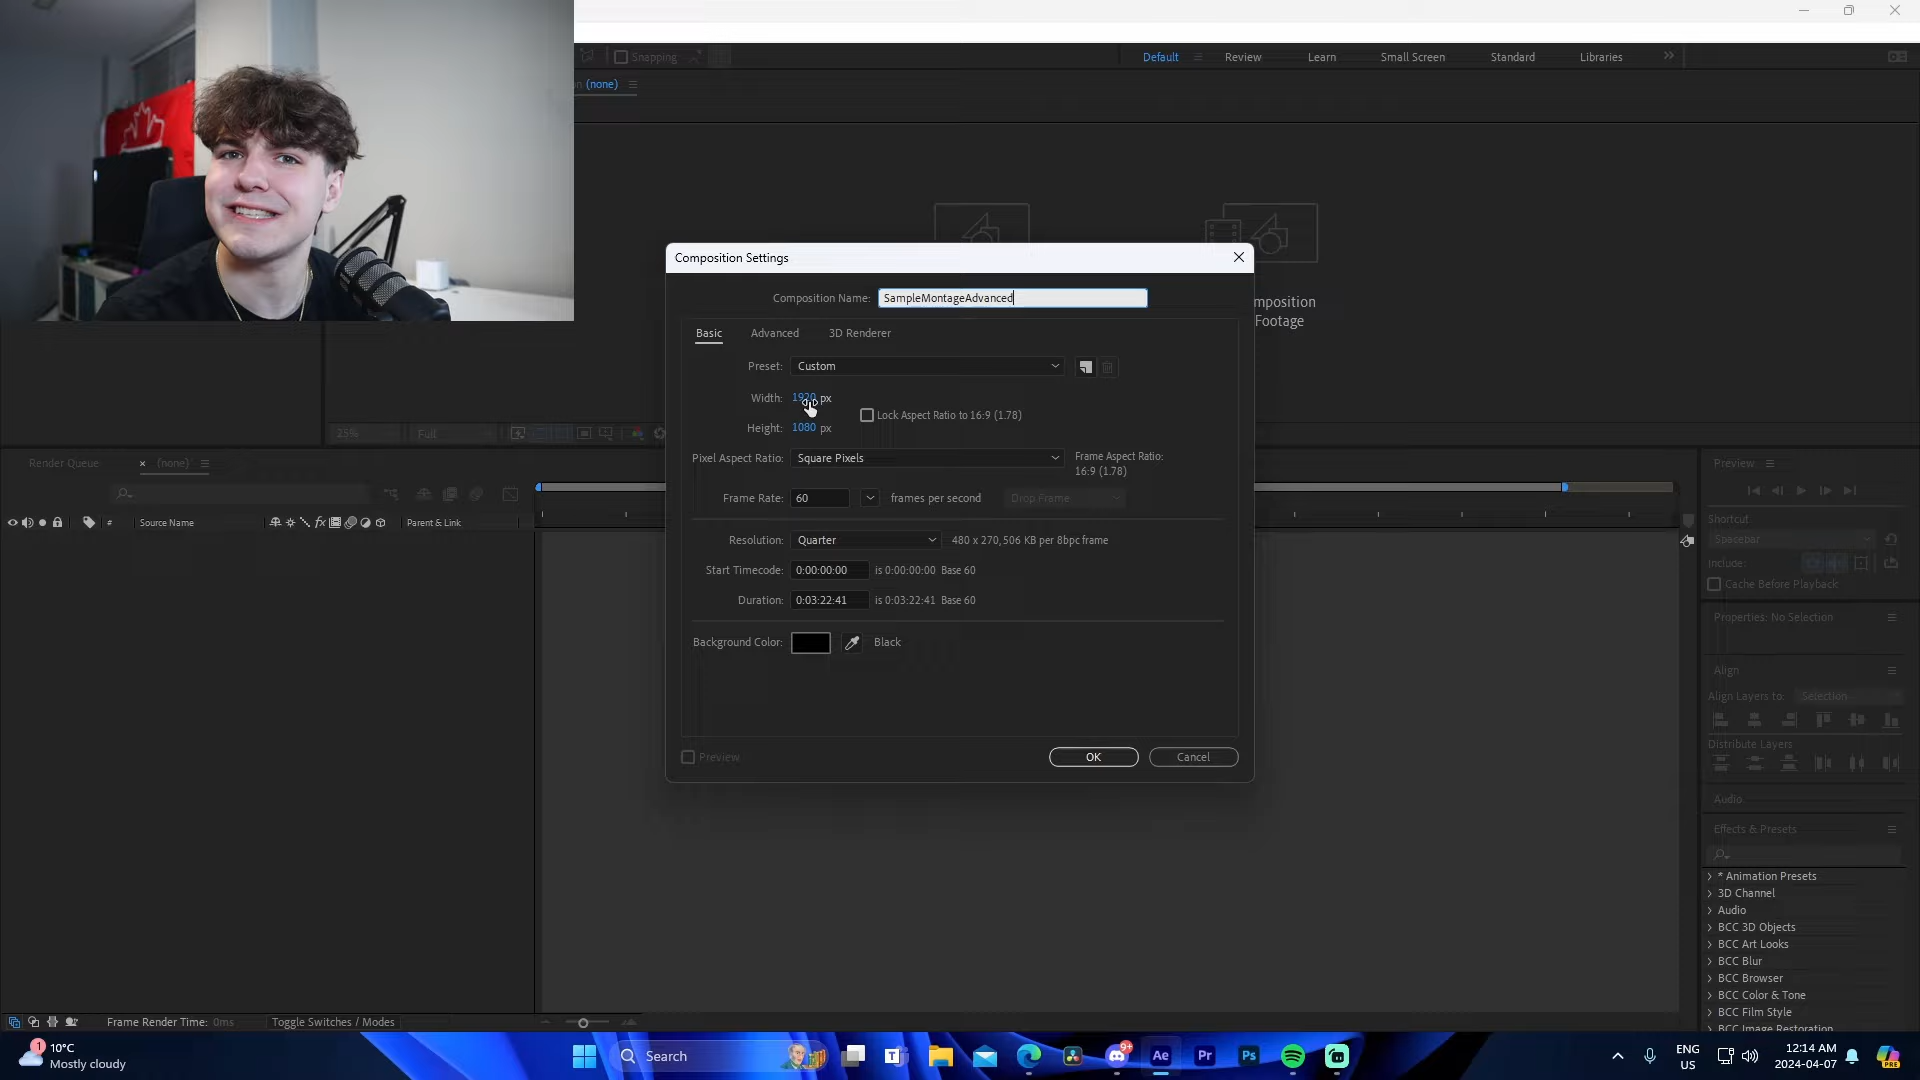 Snapping
Default
Review
Learn
Small Screen
Standard
Libraries
(none)
Composition Settings
Composition Name: SampleMontageAdvanced
mposition
Footage
Basic
Advanced
3D Renderer
Preset: Custom
Width: 1920 px
Lock Aspect Ratio to 16:9 (1.78)
Height: 1080 px
Pixel Aspect Ratio: Square Pixels
Frame Aspect Ratio:
16:9 (1.78)
Frame Rate: 60 frames per second Drop Frame
Resolution: Quarter 480 x 270, 506 KB per 8bpc frame
Start Timecode: 0:00:00:00 is 0:00:00:00 Base 60
Duration: 0:03:22:41 is 0:03:22:41 Base 60
Background Color: Black
Preview
OK
Cancel
25%
Full
Render Queue
× (none)
# Source Name
fx
Parent & Link
Preview
Shortcut
Spacebar
Include:
Cache Before Playback
Properties: No Selection
Align
Align Layers to: Selection
Distribute Layers
Audio
Effects & Presets
* Animation Presets
3D Channel
Audio
BCC 3D Objects
BCC Art Looks
BCC Blur
BCC Browser
BCC Color & Tone
BCC Film Style
BCC Image Restoration
Frame Render Time: 0ms
Toggle Switches / Modes
1
10°C
Mostly cloudy
Search
9+
Ae
Pr
Ps
ENG
US
12:14 AM
2024-04-07
PRE